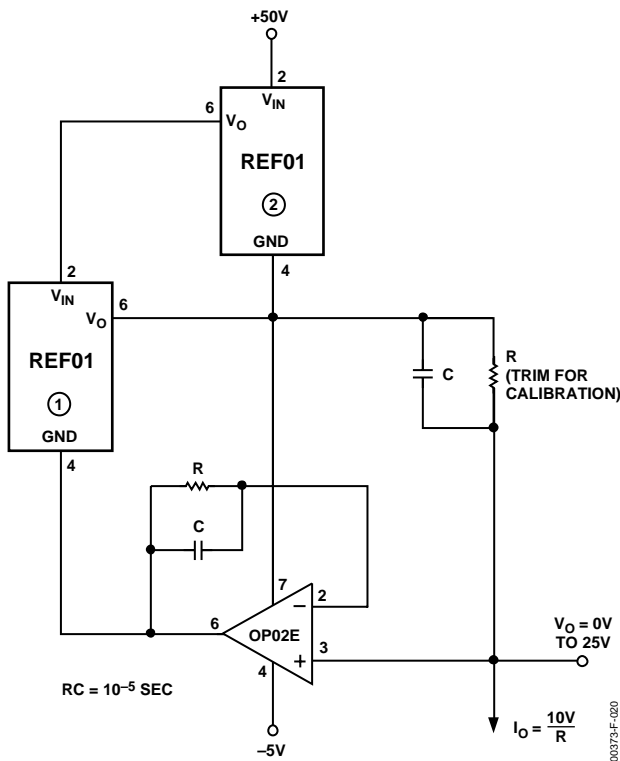 +50V
2
V_IN
6
V_O
REF01
2
GND
4
2
V_IN
6
V_O
REF01
1
GND
4
C
R
(TRIM FOR
CALIBRATION)
R
C
7
2
–
6
OP02E
3
+
4
V_O = 0V
TO 25V
RC = 10⁻⁵ SEC
–5V
I_O = 10V/R
00373-F-020